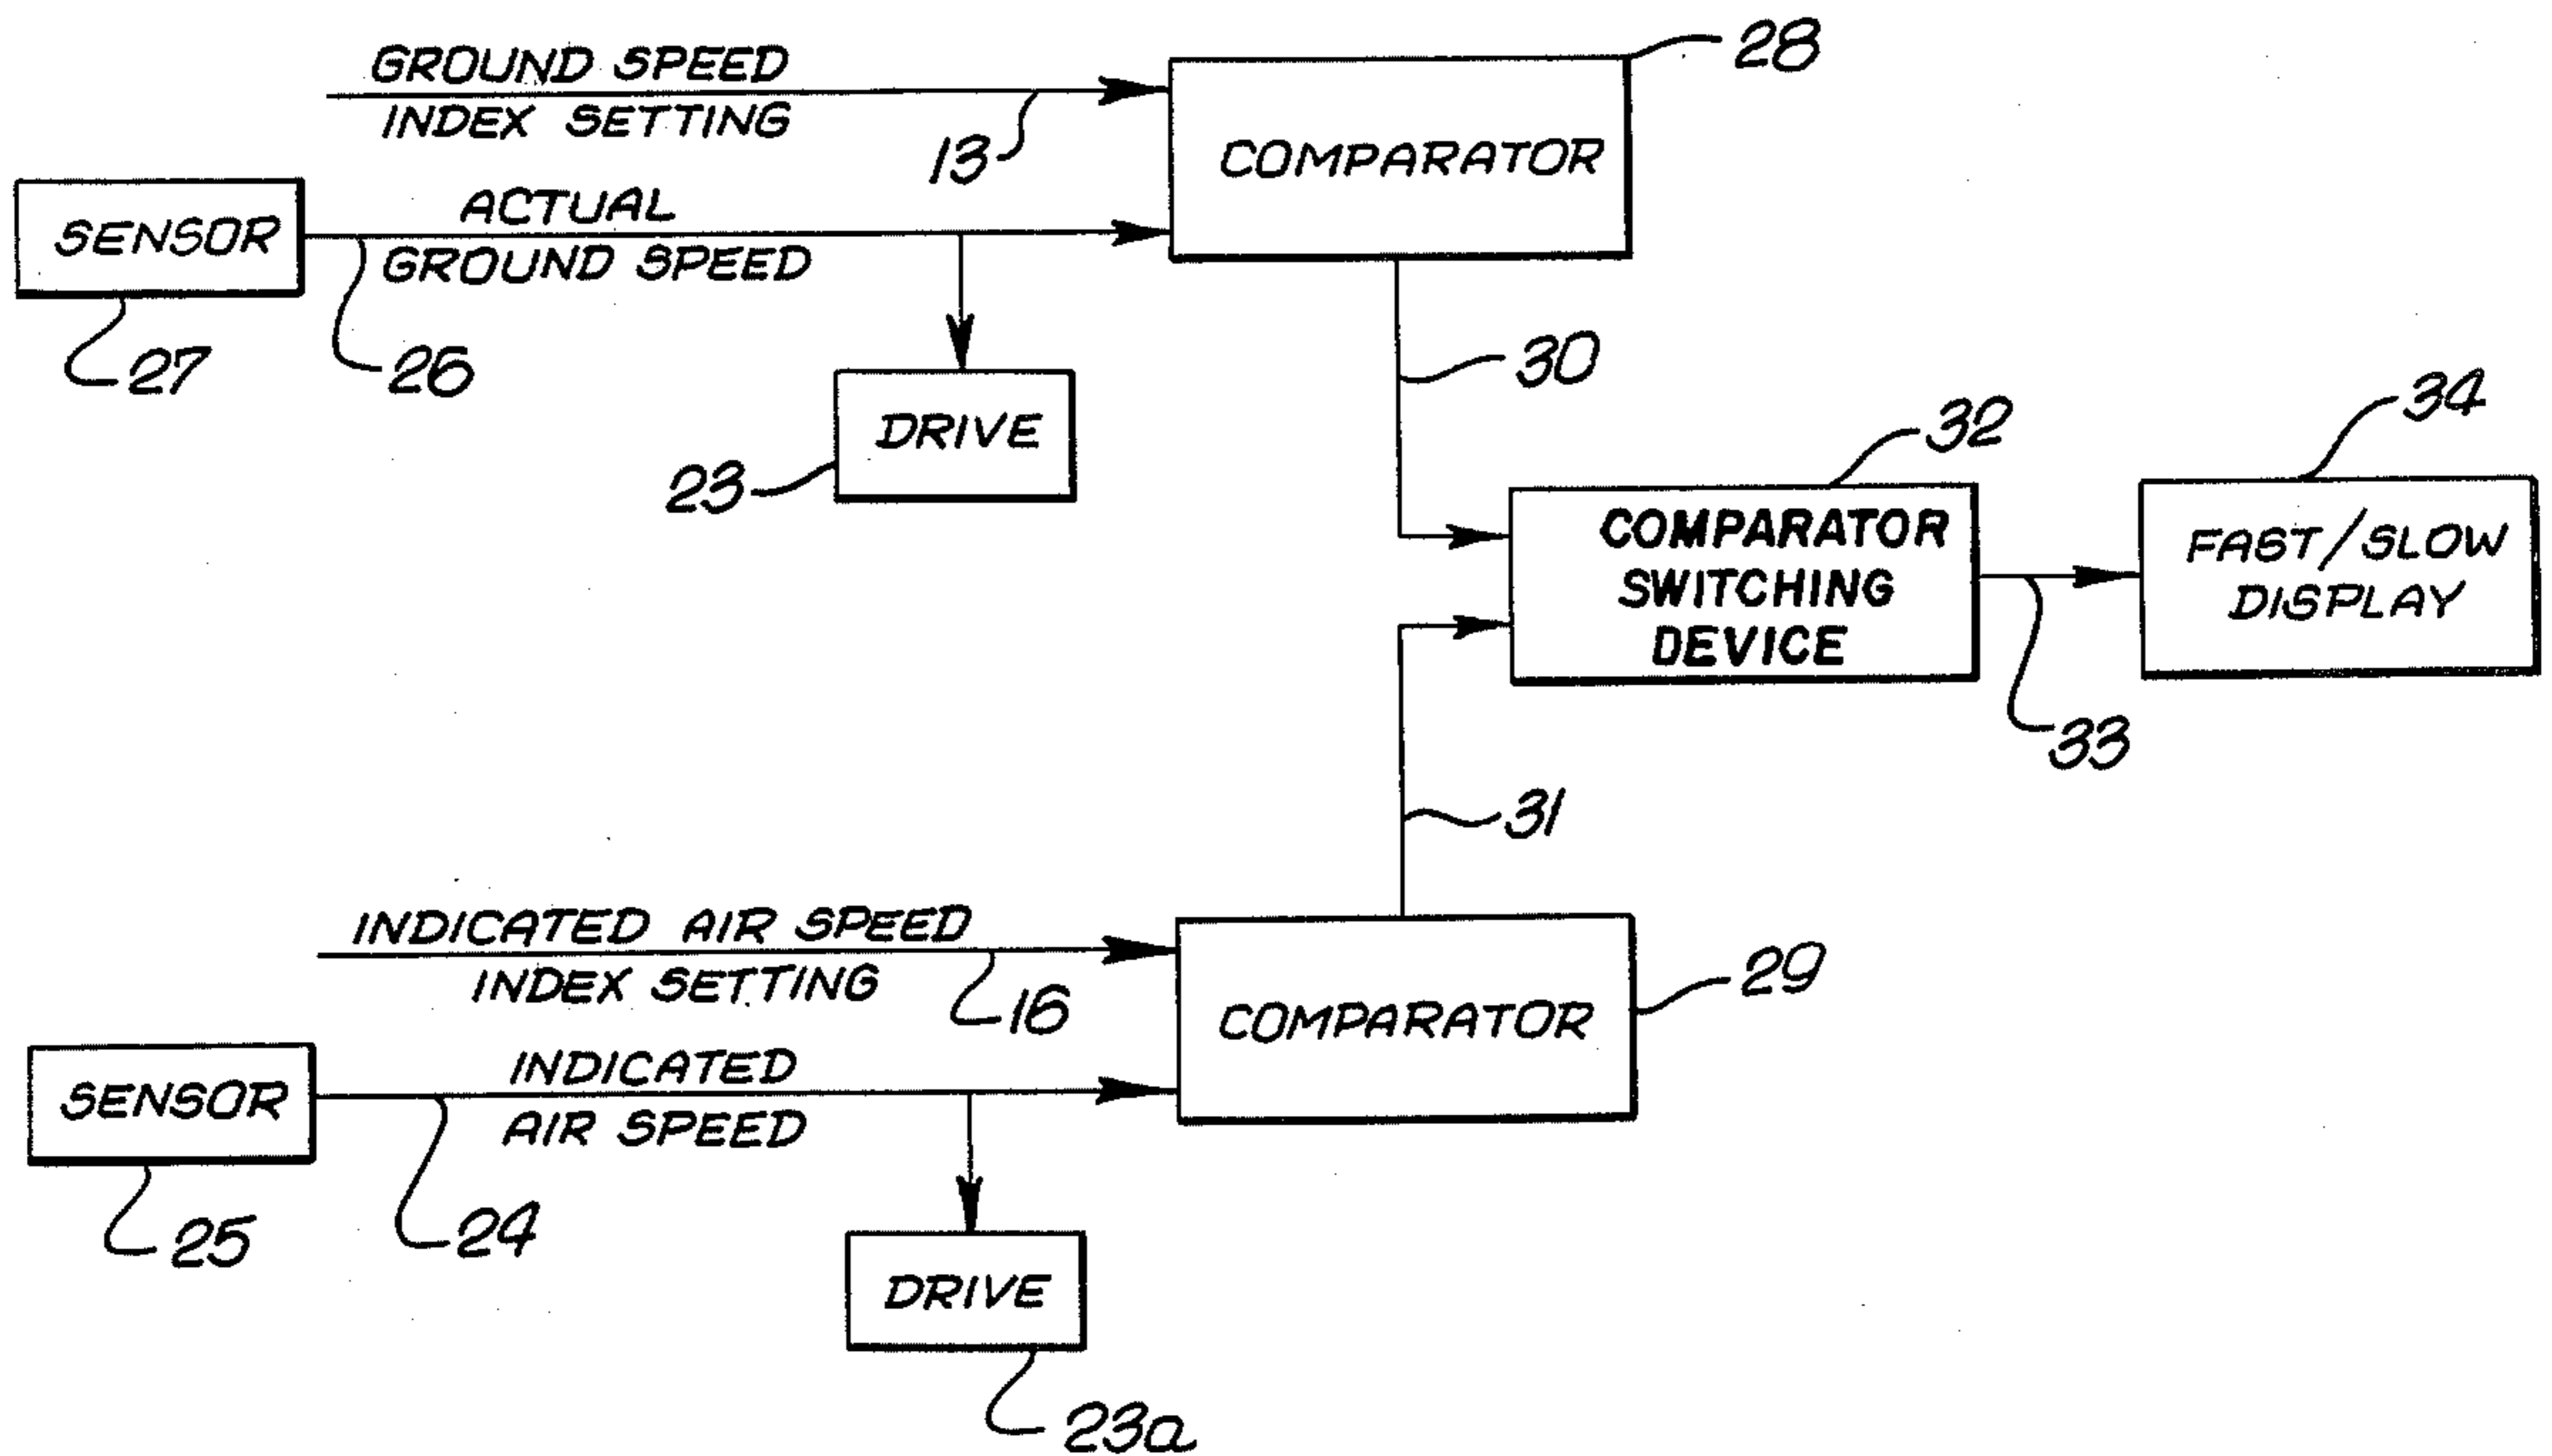 GROUND SPEED
INDEX SETTING
13
28
COMPARATOR
SENSOR
27
ACTUAL
GROUND SPEED
26
DRIVE
23
30
32
COMPARATOR
SWITCHING
DEVICE
34
FAST/SLOW
DISPLAY
33
31
INDICATED AIR SPEED
INDEX SETTING
16
29
COMPARATOR
SENSOR
25
INDICATED
AIR SPEED
24
DRIVE
23a